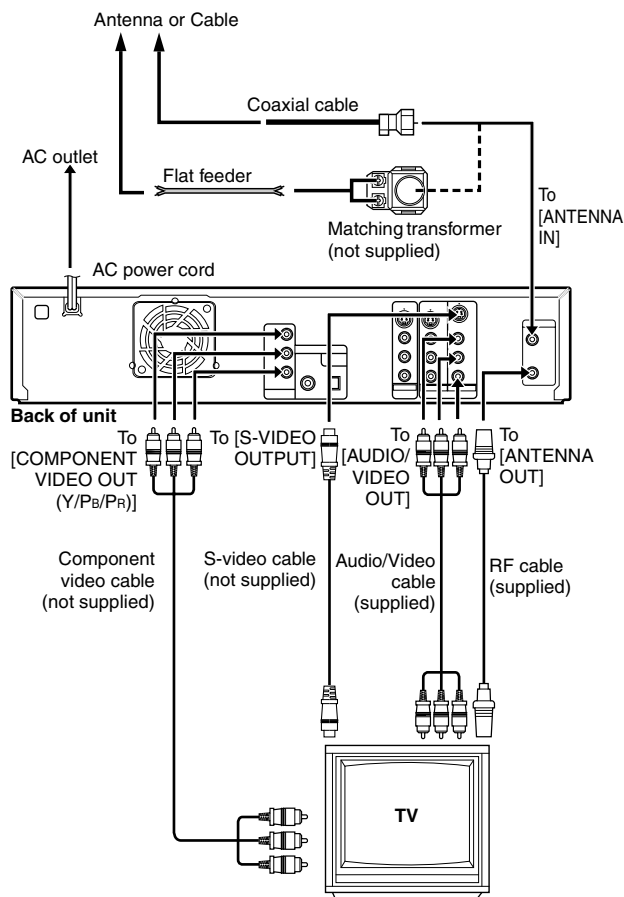 Antenna or Cable
Coaxial cable
AC outlet
Flat feeder
To
[ANTENNA
IN]
Matching transformer
(not supplied)
AC power cord
Back of unit
To
[COMPONENT
VIDEO OUT
(Y/PB/PR)]
To [S-VIDEO
OUTPUT]
To
[AUDIO/
VIDEO
OUT]
To
[ANTENNA
OUT]
Component
video cable
(not supplied)
S-video cable
(not supplied)
Audio/Video
cable
(supplied)
RF cable
(supplied)
TV